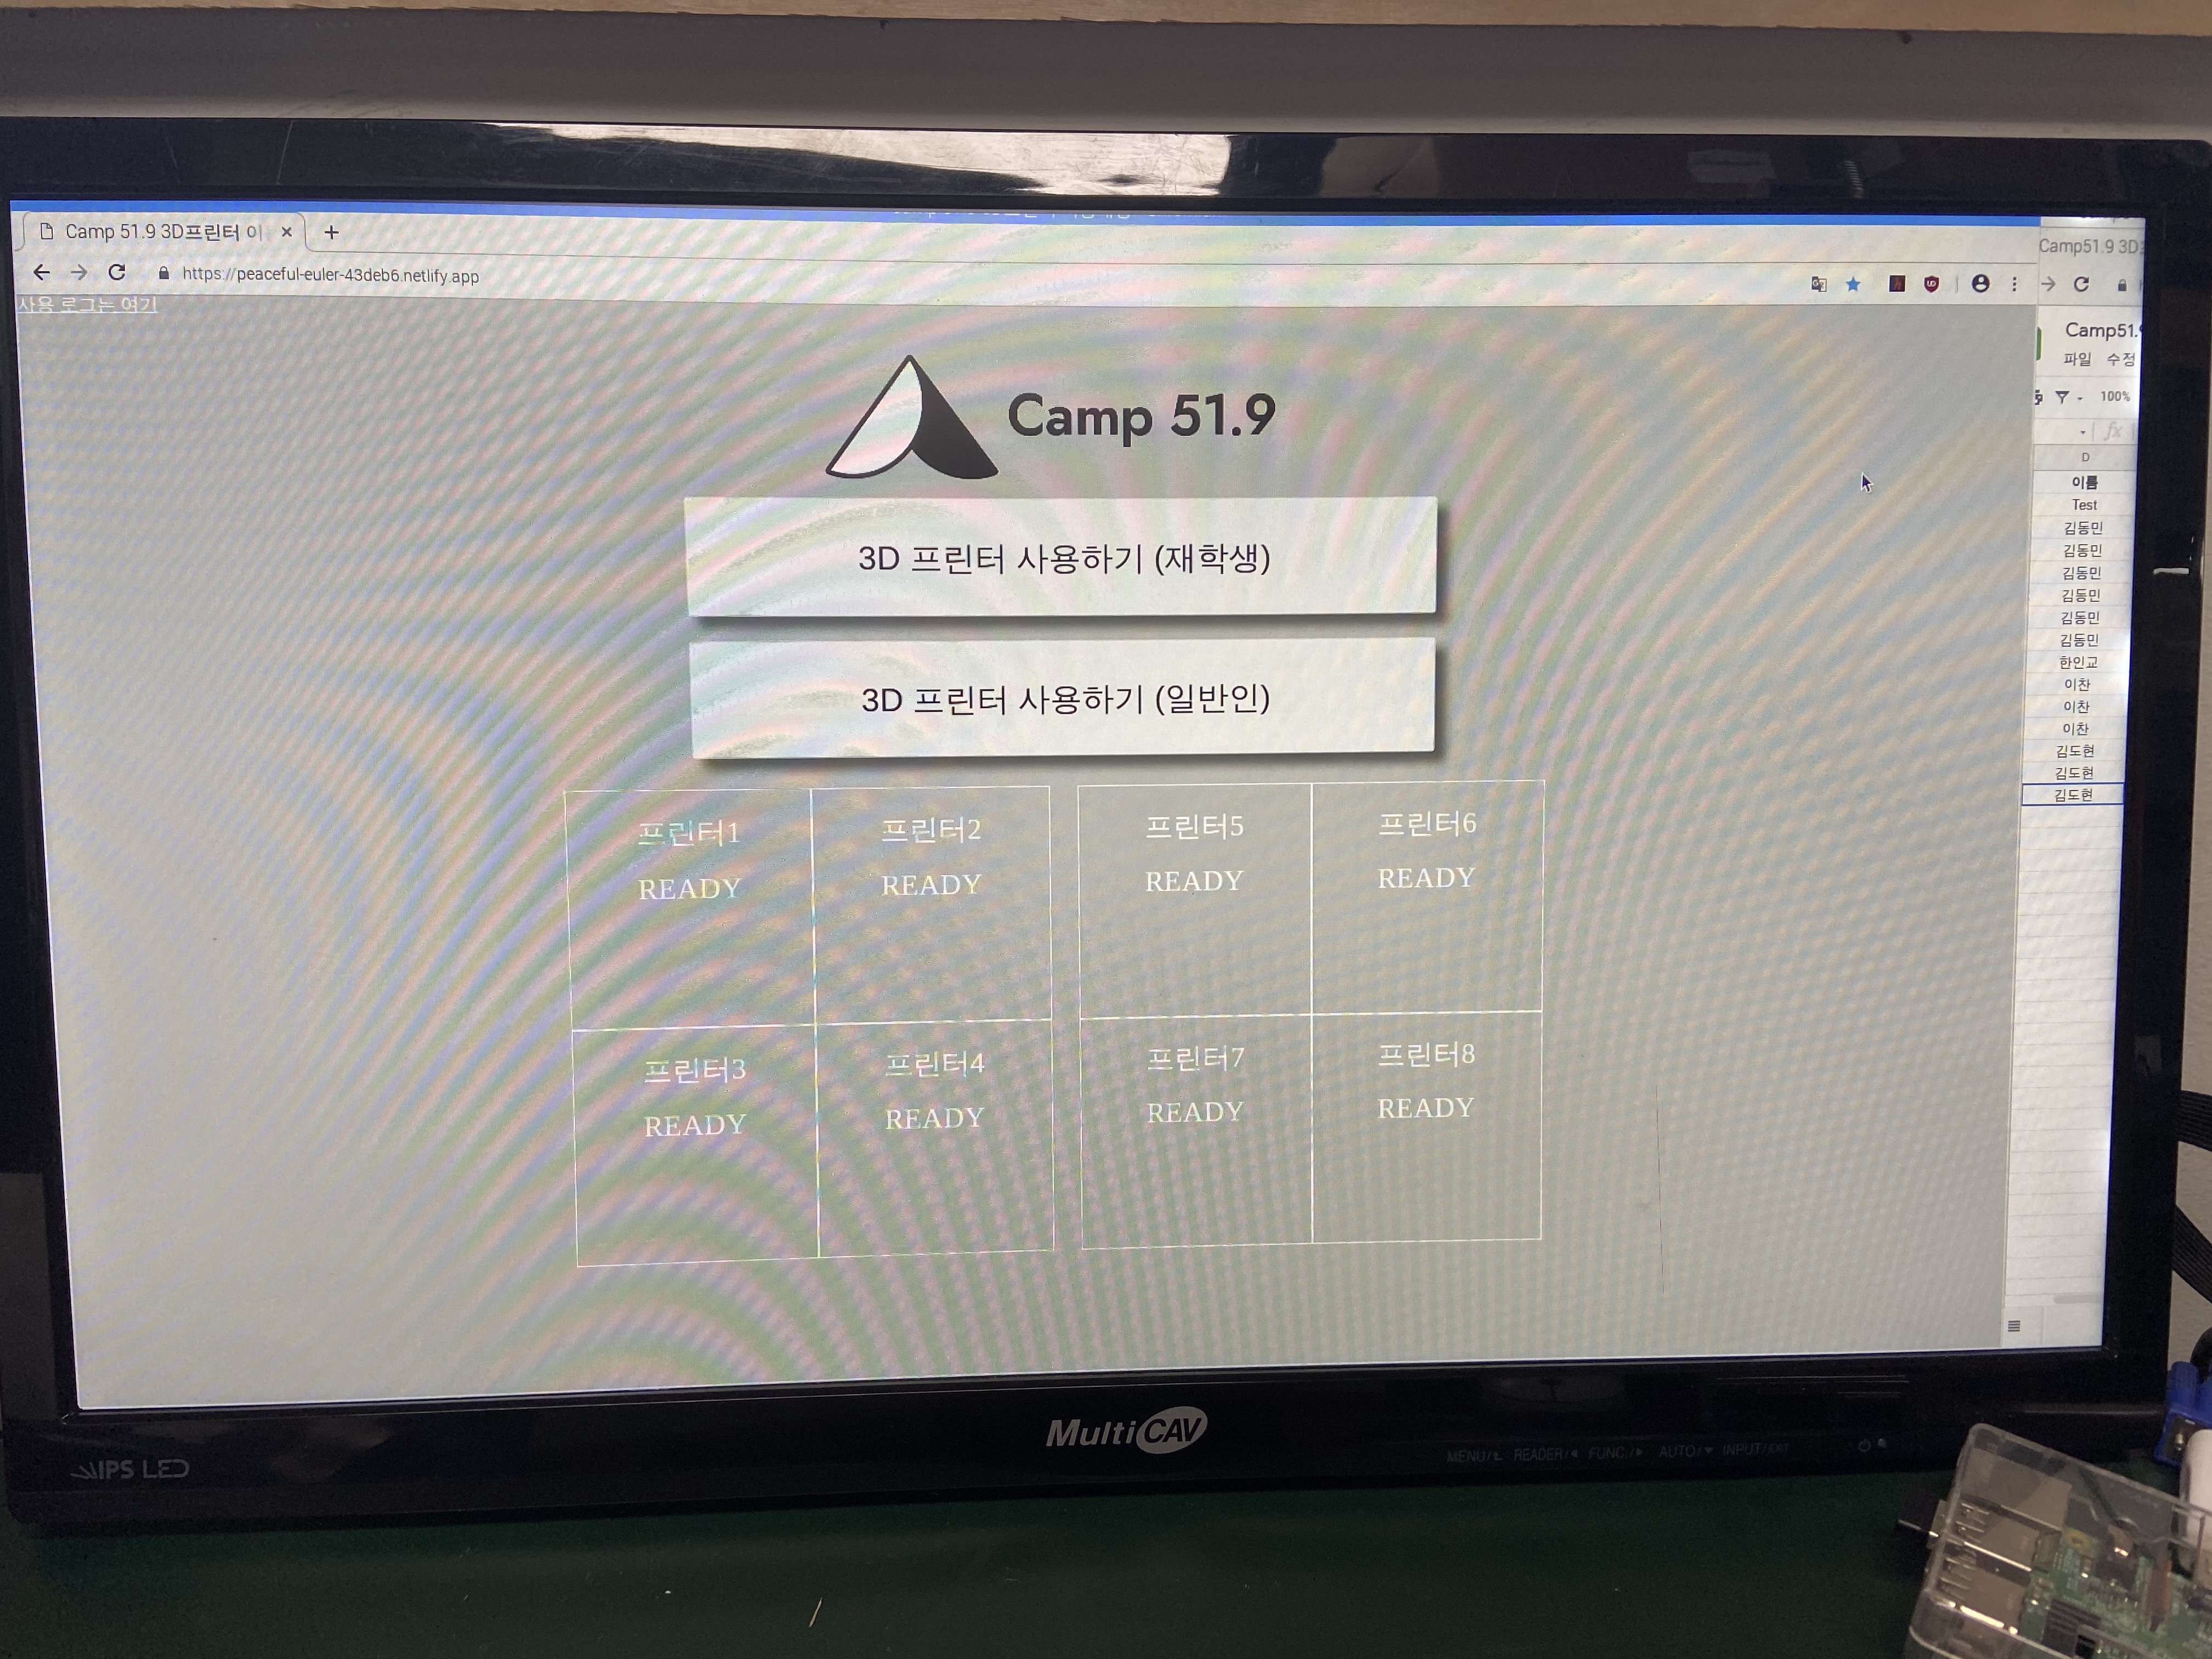 Camp 51.9 3D프린터 이
https://peaceful-euler-43deb6.netlify.app
사용 로그는 여기
Camp 51.9
3D 프린터 사용하기 (재학생)
3D 프린터 사용하기 (일반인)
프린터1
READY
프린터2
READY
프린터5
READY
프린터6
READY
프린터3
READY
프린터4
READY
프린터7
READY
프린터8
READY
Camp51.9 3D
Camp51.9
파일 수정
100%
fx
D
이름
Test
김동민
김동민
김동민
김동민
김동민
김동민
한인교
이찬
이찬
이찬
김도현
김도현
김도현
MultiCAV
IPS LED
MENU/ READER/ FUNC./ AUTO/ INPUT/EXIT